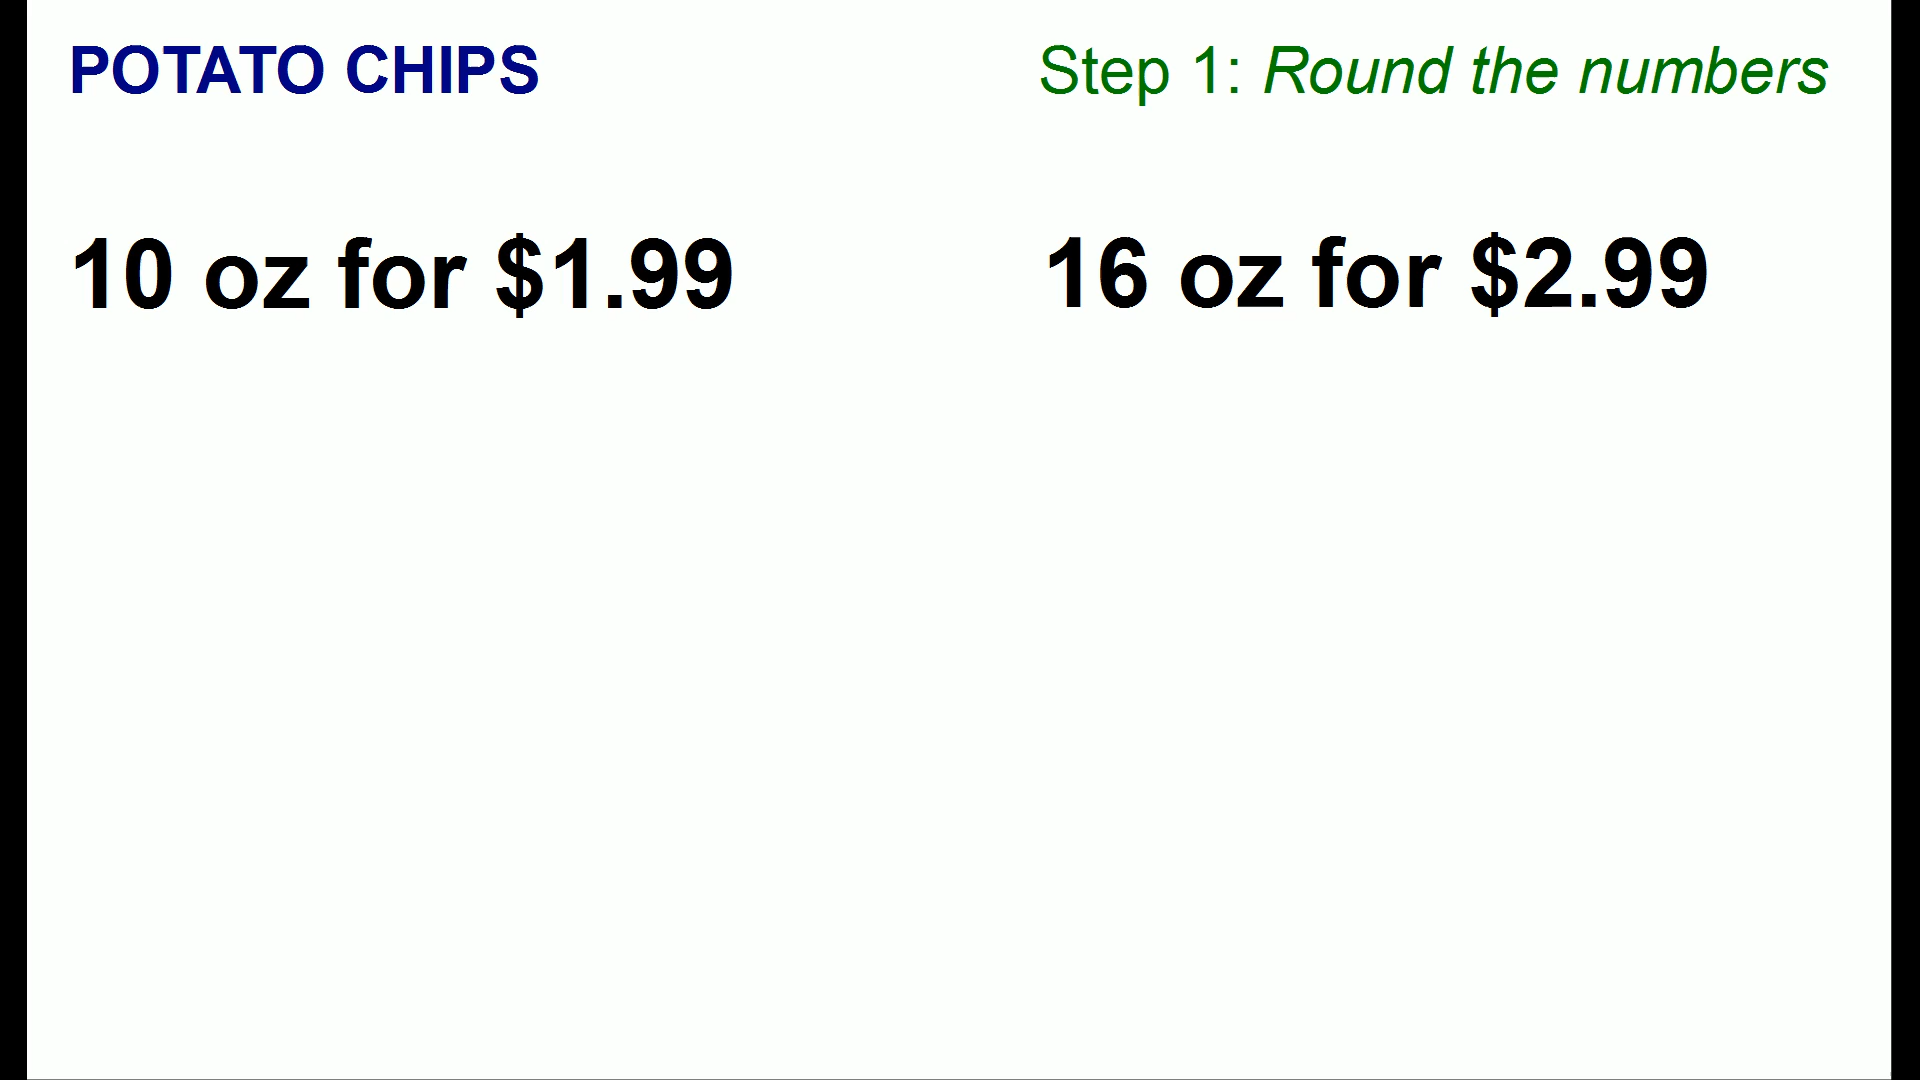 POTATO CHIPS
Step 1: Round the numbers
10 oz for $1.99
16 oz for $2.99